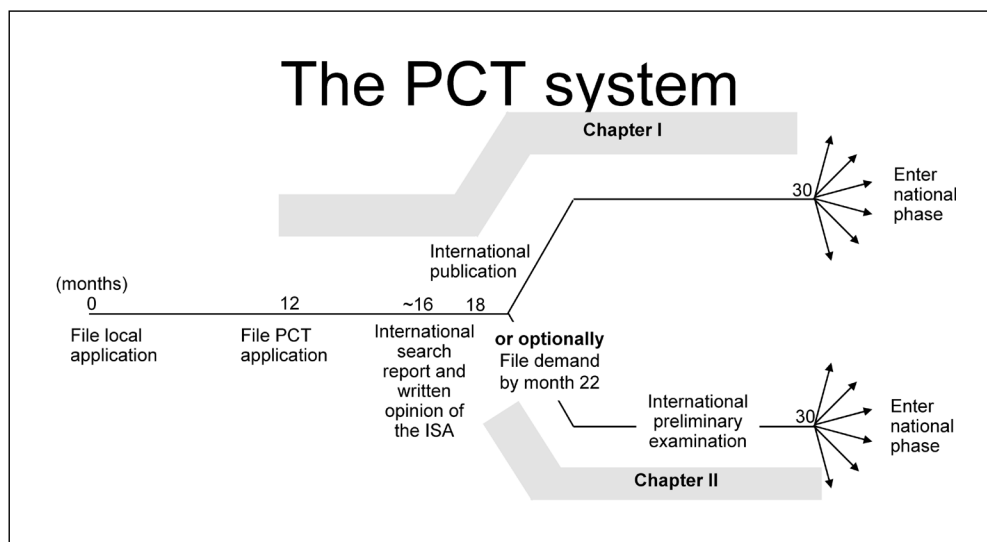 The PCT system
Chapter I
30
Enter
national
phase
International
publication
(months)
0
12
~16
18
File local
application
File PCT
application
International
search
report and
written
opinion of
the ISA
or optionally
File demand
by month 22
International
preliminary
examination
30
Enter
national
phase
Chapter II